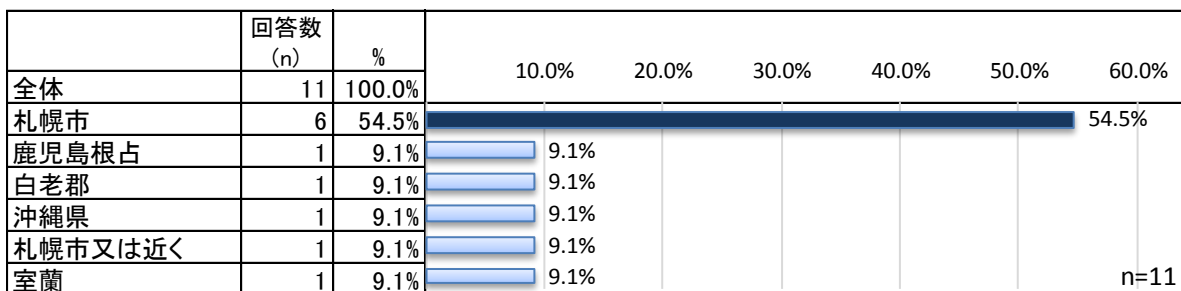 回答数
(n) %
10.0% 20.0% 30.0% 40.0% 50.0% 60.0%
全体 11 100.0%
札幌市 6 54.5% 54.5%
鹿児島根占 1 9.1% 9.1%
白老郡 1 9.1% 9.1%
沖縄県 1 9.1% 9.1%
札幌市又は近く 1 9.1% 9.1%
室蘭 1 9.1% 9.1%
n=11